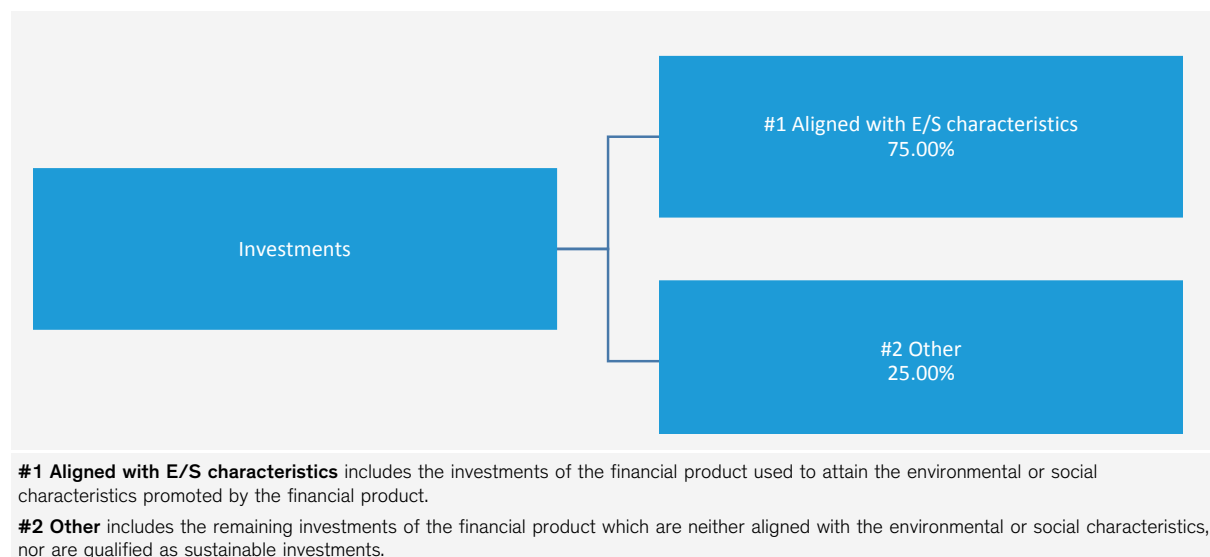 #1 Aligned with E/S characteristics
75.00%
Investments
#2 Other
25.00%
#1 Aligned with E/S characteristics includes the investments of the financial product used to attain the environmental or social
characteristics promoted by the financial product.
#2 Other includes the remaining investments of the financial product which are neither aligned with the environmental or social characteristics,
nor are qualified as sustainable investments.